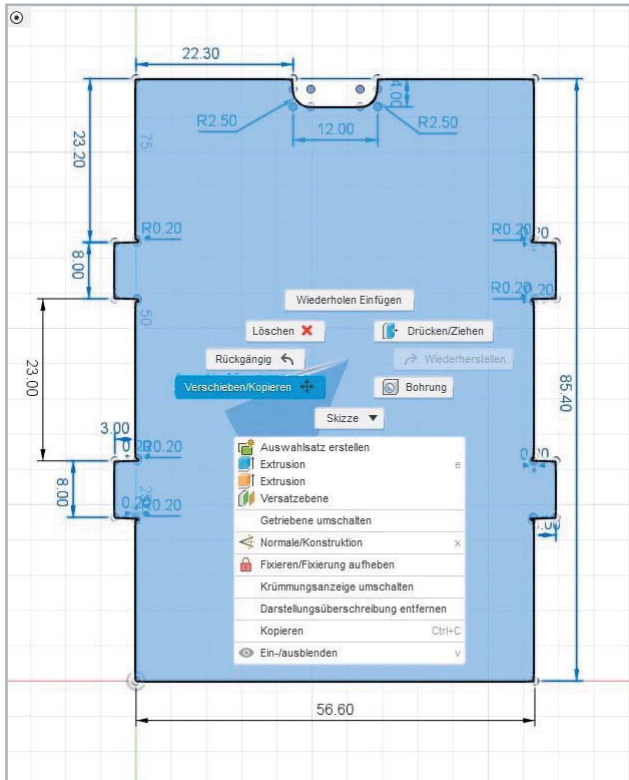 22.30
4.00
R2.50
R2.50
12.00
75
23.20
R0.20
R0.20
8.00
R0.20
50
Wiederholen Einfügen
Löschen
Drücken/Ziehen
Rückgängig
Wiederherstellen
Verschieben/Kopieren
Bohrung
Skizze
23.00
85.40
3.00
R0.20
8.00
R0.20
Auswahlsatz erstellen
Extrusion e
Extrusion
Versatzebene
Getriebene umschalten
Normale/Konstruktion x
Fixieren/Fixierung aufheben
Krümmungsanzeige umschalten
Darstellungsüberschreibung entfernen
Kopieren Ctrl+C
Ein-/ausblenden v
56.60